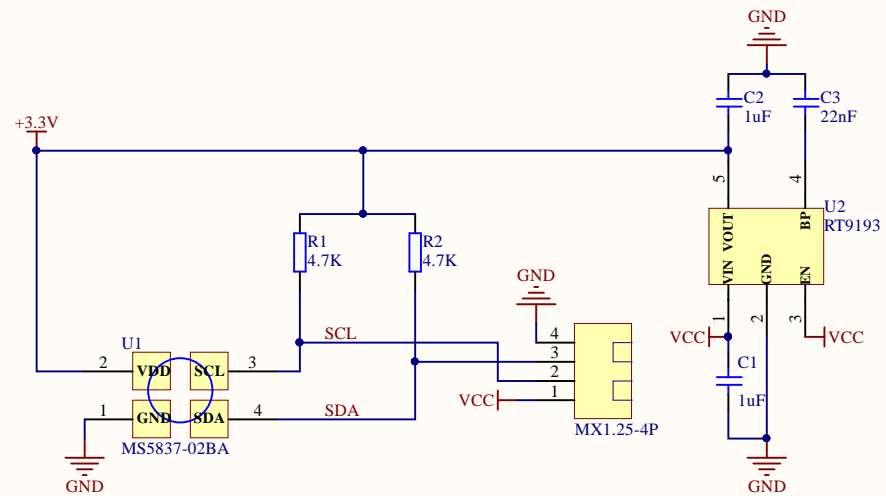 GND
C2
1uF
C3
22nF
+3.3V
5
4
U2
RT9193
VOUT
BP
VIN
GND
EN
R1
4.7K
R2
4.7K
GND
1
2
3
VCC
VCC
SCL
4
3
2
1
U1
2
VDD
SCL
3
C1
1uF
VCC
1
GND
SDA
4
SDA
MX1.25-4P
MS5837-02BA
GND
GND